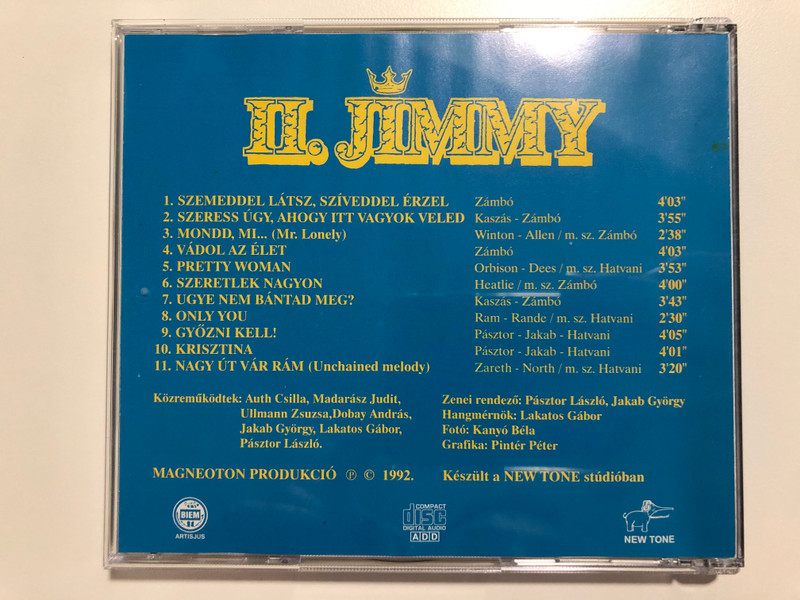 II. JIMMY
1. SZEMEDDEL LÁTSZ, SZÍVEDDEL ÉRZEL Zámbó 4'03"
2. SZERESS ÚGY, AHOGY ITT VAGYOK VELED Kaszás - Zámbó 3'55"
3. MONDD, MI... (Mr. Lonely) Winton - Allen / m. sz. Zámbó 2'38"
4. VÁDOL AZ ÉLET Zámbó 4'03"
5. PRETTY WOMAN Orbison - Dees / m. sz. Hatvani 3'53"
6. SZERETLEK NAGYON Heatlie / m. sz. Zámbó 4'00"
7. UGYE NEM BÁNTAD MEG? Kaszás - Zámbó 3'43"
8. ONLY YOU Ram - Rande / m. sz. Hatvani 2'30"
9. GYŐZNI KELL! Pásztor - Jakab - Hatvani 4'05"
10. KRISZTINA Pásztor - Jakab - Hatvani 4'01"
11. NAGY ÚT VÁR RÁM (Unchained melody) Zareth - North / m. sz. Hatvani 3'20"
Közreműködtek: Auth Csilla, Madarász Judit,
Ullmann Zsuzsa,Dobay András,
Jakab György, Lakatos Gábor,
Pásztor László.
Zenei rendező: Pásztor László, Jakab György
Hangmérnök: Lakatos Gábor
Fotó: Kanyó Béla
Grafika: Pintér Péter
MAGNEOTON PRODUKCIÓ ℗ © 1992. Készült a NEW TONE stúdióban
BIEM
ARTISJUS
COMPACT
disc
DIGITAL AUDIO
ADD
NEW TONE